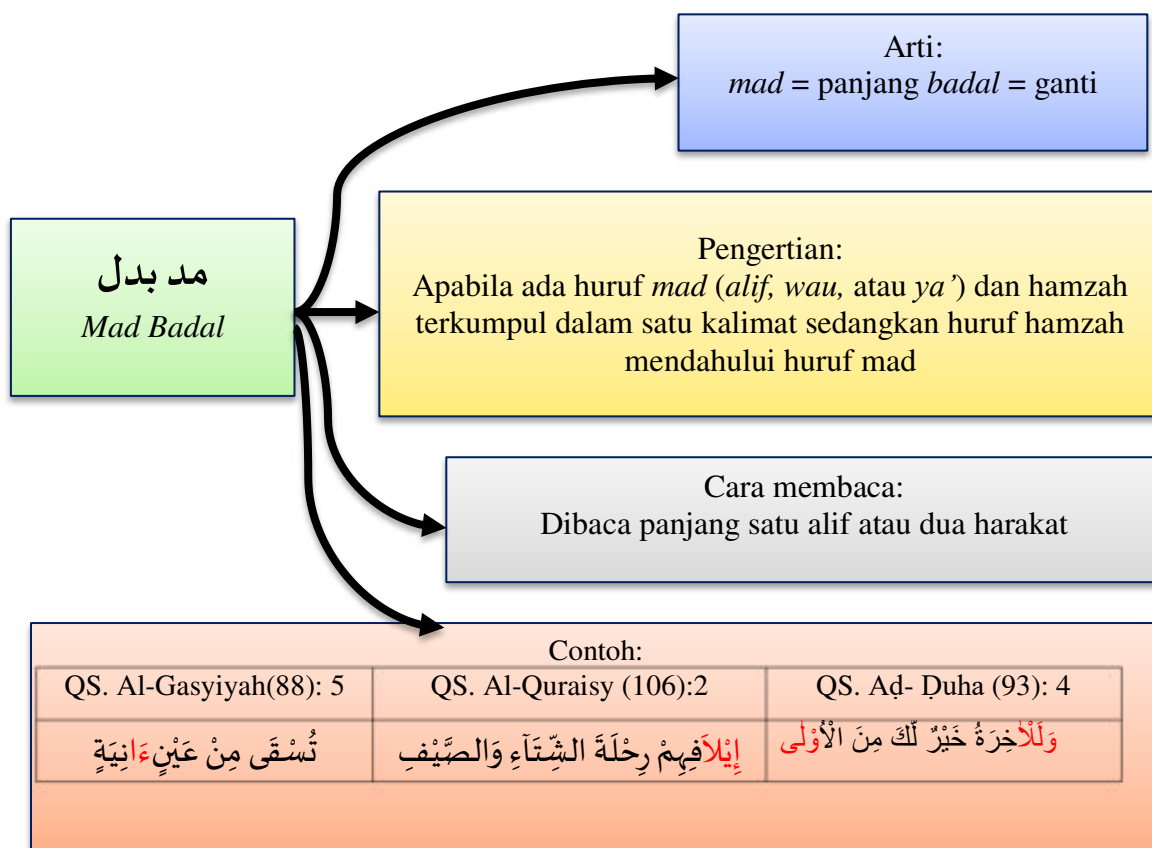 Arti:
mad = panjang badal = ganti
مد بدل
Mad Badal
Pengertian:
Apabila ada huruf mad (alif, wau, atau ya’) dan hamzah
terkumpul dalam satu kalimat sedangkan huruf hamzah
mendahului huruf mad
Cara membaca:
Dibaca panjang satu alif atau dua harakat
Contoh:
QS. Al-Gasyiyah(88): 5
QS. Al-Quraisy (106):2
QS. Aḍ- Ḍuha (93): 4
تُسْقَى مِنْ عَيْنٍ ءَانِيَةٍ
إِيْلاَفِهِمْ رِحْلَةَ الشِّتَآءِ وَالصَّيْفِ
وَلَلْاٰخِرَةُ خَيْرٌ لَّكَ مِنَ الْاُوْلٰى